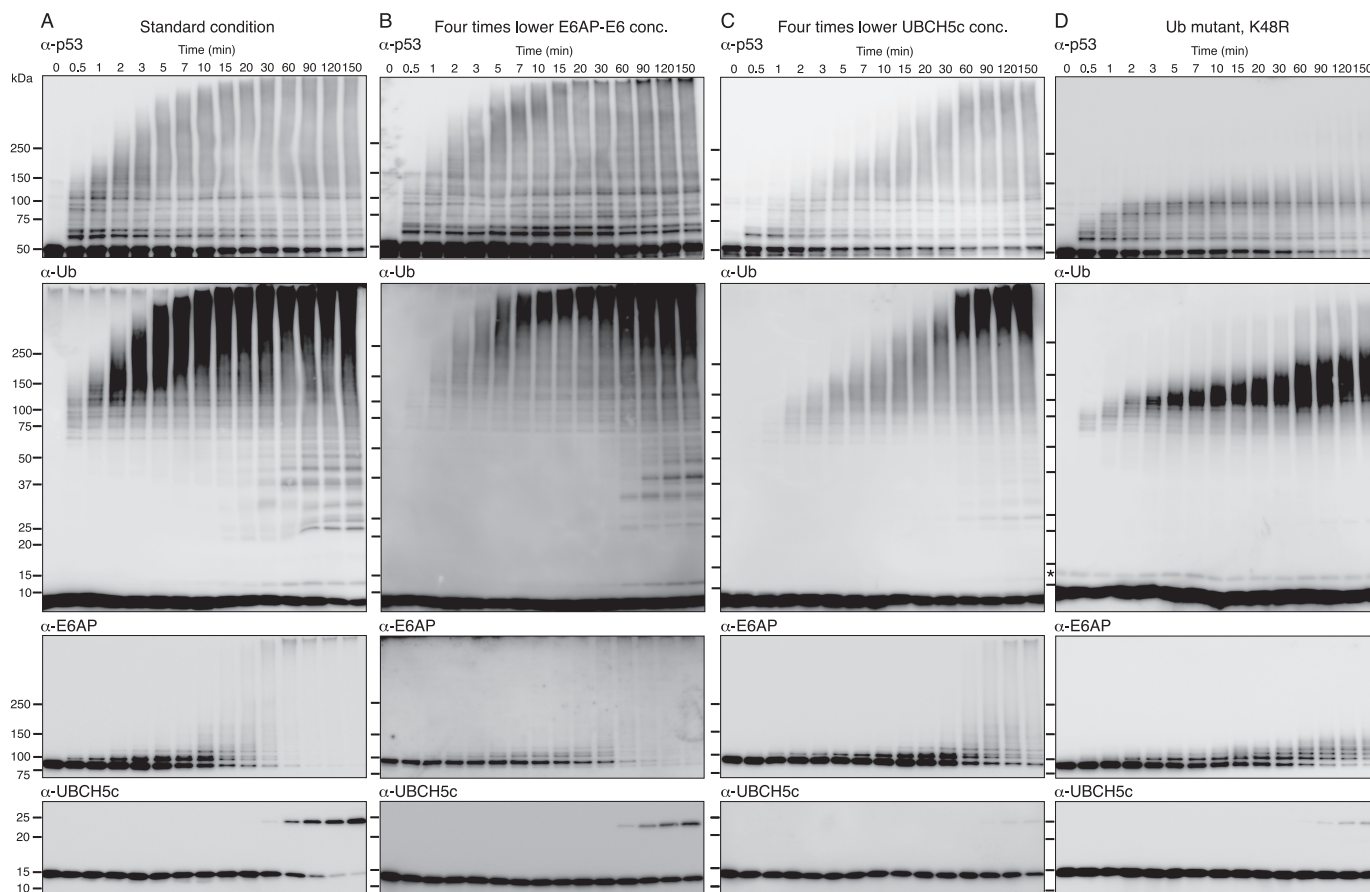 A Standard condition
α-p53
Time (min)
kDa 0 0.5 1 2 3 5 7 10 15 20 30 60 90 120 150
250
150
100
75
50
α-Ub
250
150
100
75
50
37
25
20
15
10
α-E6AP
250
150
100
75
α-UBCH5c
25
20
15
10
B Four times lower E6AP-E6 conc.
α-p53
Time (min)
0 0.5 1 2 3 5 7 10 15 20 30 60 90 120 150
α-Ub
α-E6AP
α-UBCH5c
C Four times lower UBCH5c conc.
α-p53
Time (min)
0 0.5 1 2 3 5 7 10 15 20 30 60 90 120 150
α-Ub
α-E6AP
α-UBCH5c
D Ub mutant, K48R
α-p53
Time (min)
0 0.5 1 2 3 5 7 10 15 20 30 60 90 120 150
α-Ub
*
α-E6AP
α-UBCH5c